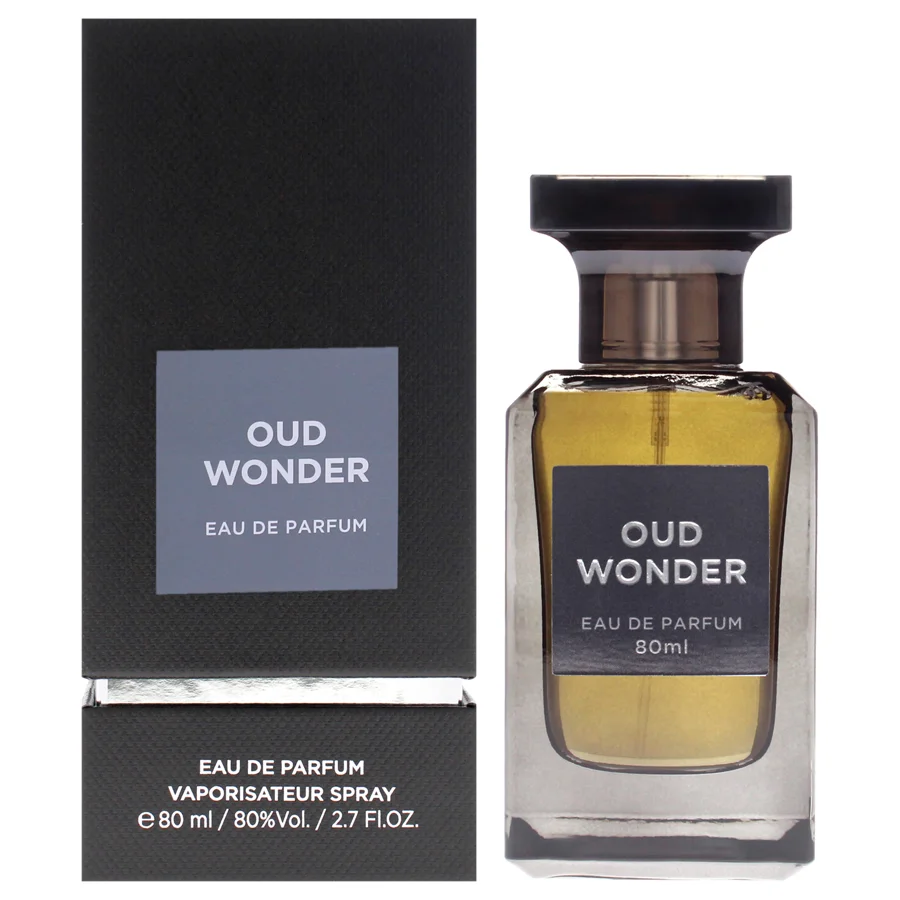 OUD
WONDER
EAU DE PARFUM
EAU DE PARFUM
VAPORISATEUR SPRAY
℮ 80 ml / 80%Vol. / 2.7 Fl.OZ.
OUD
WONDER
EAU DE PARFUM
80ml